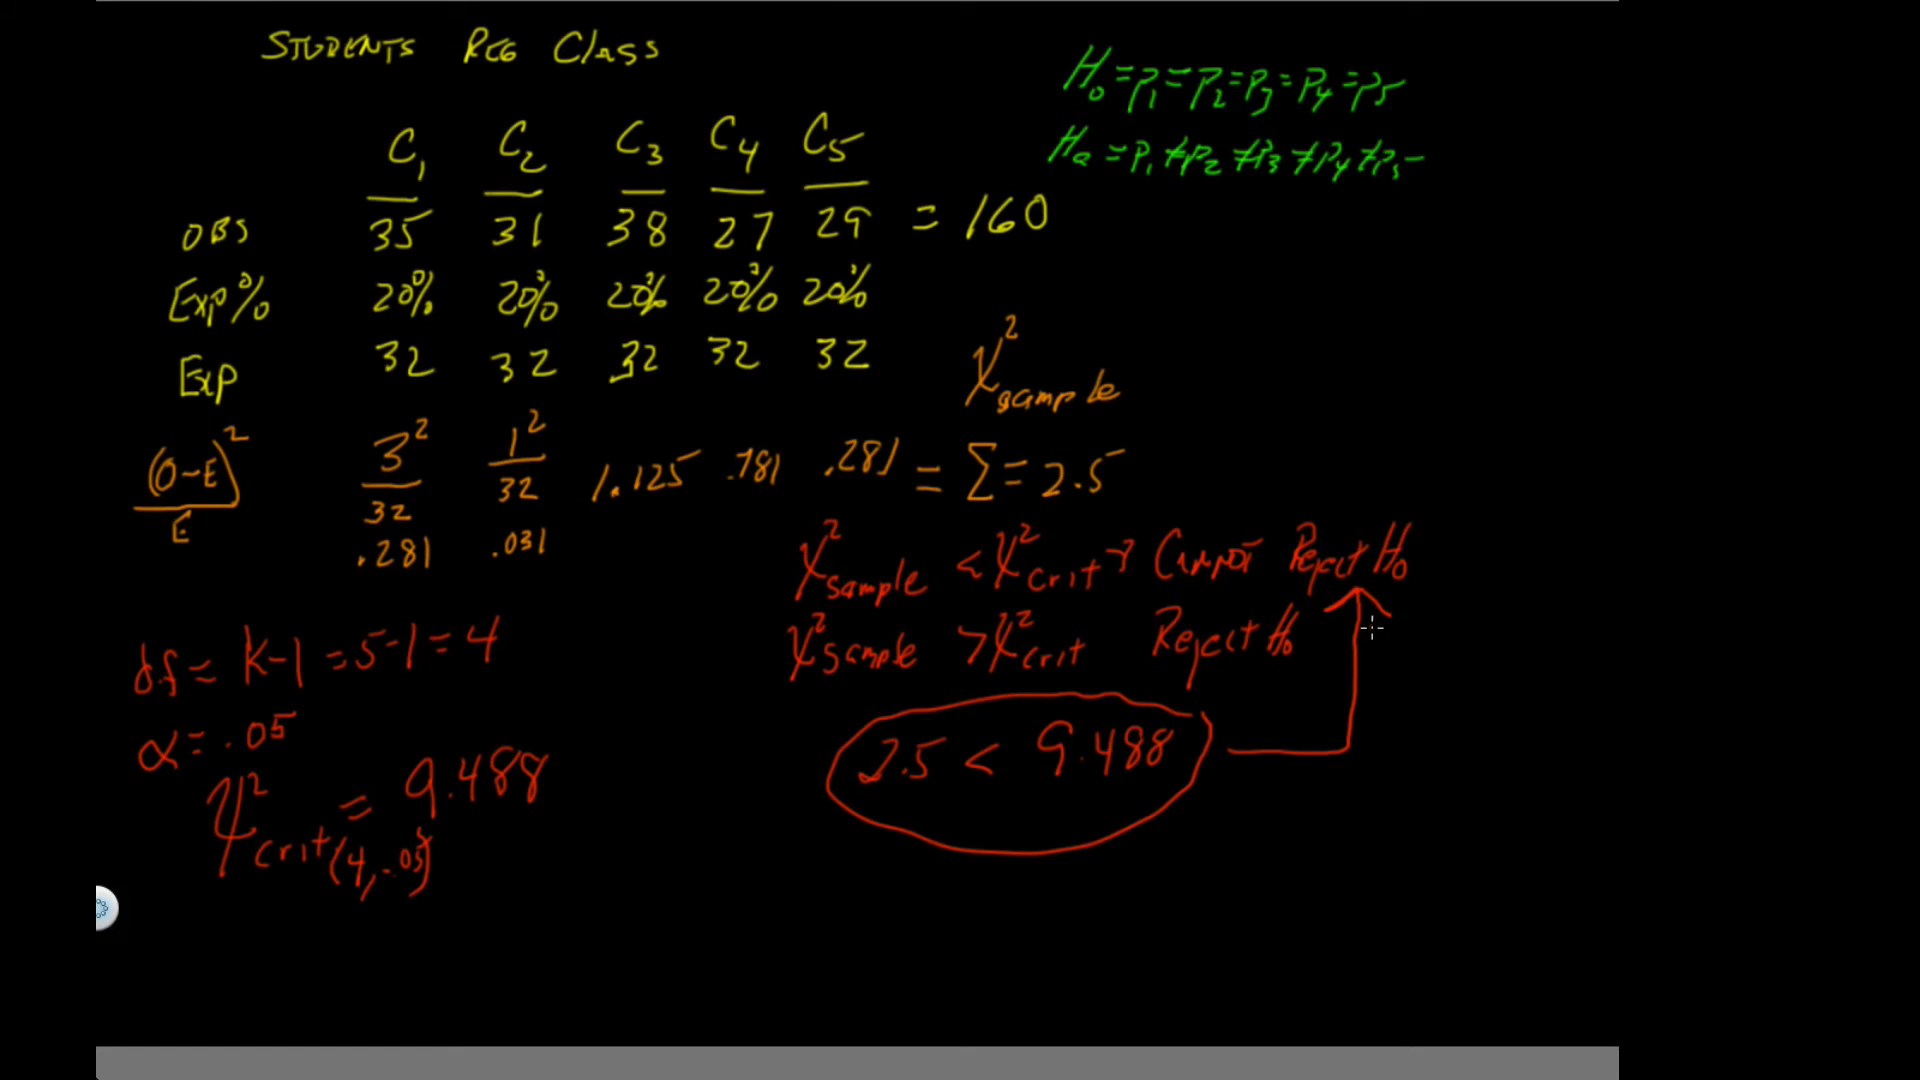 STUDENTS REG Class
H₀ = P₁ = P₂ = P₃ = P₄ = P5
Hₐ = P₁ ≠ P₂ ≠ P₃ ≠ P₄ ≠ P₅
C₁ C₂ C₃ C₄ C5
OBS 35 31 38 27 29 = 160
Exp% 20% 20% 20% 20% 20%
Exp 32 32 32 32 32
χ² sample
(O-E)²/E 3²/32 1²/32 1.125 .781 .281 = Σ = 2.5
.281 .031
χ² sample < χ² crit > Cannot Reject H₀
χ² sample > χ² crit Reject H₀
df = K-1 = 5-1 = 4
α = .05
χ² crit (4, .05) = 9.488
2.5 < 9.488